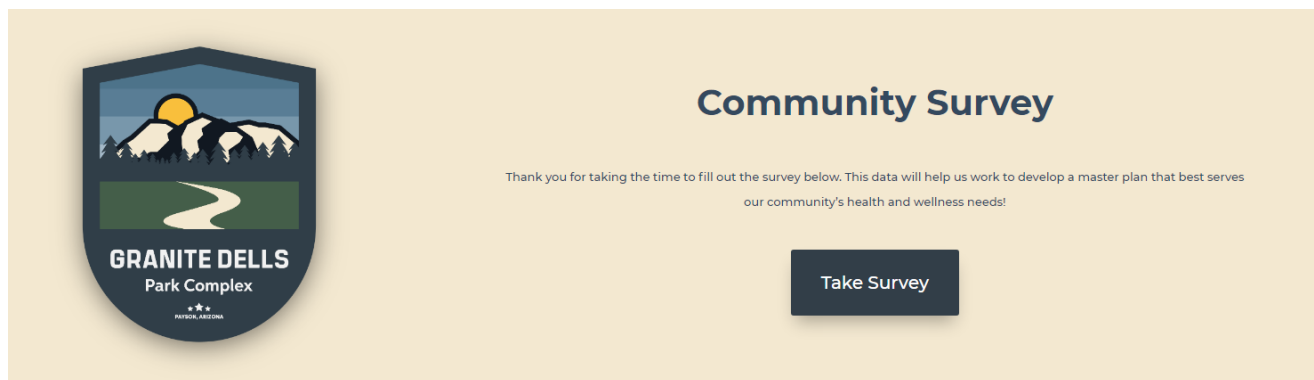 GRANITE DELLS
Park Complex
PAYSON, ARIZONA
Community Survey
Thank you for taking the time to fill out the survey below. This data will help us work to develop a master plan that best serves
our community’s health and wellness needs!
Take Survey